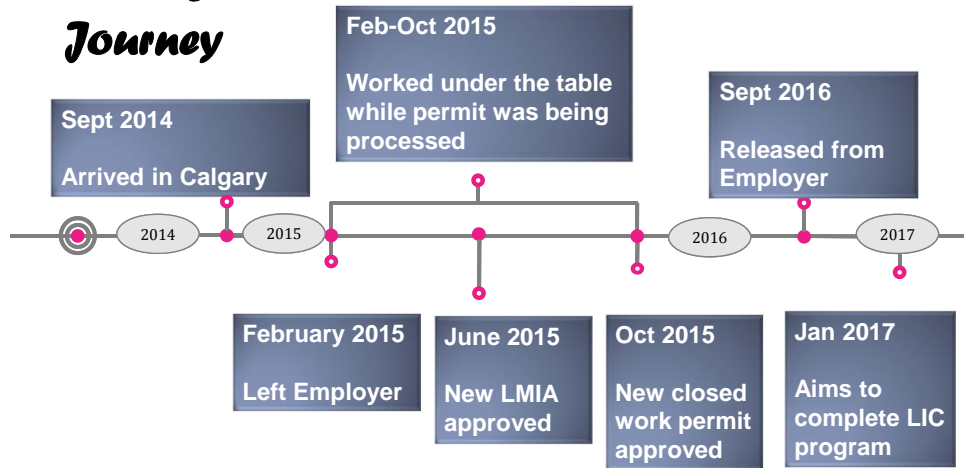 Journey
Feb-Oct 2015
Worked under the table
while permit was being
processed
Sept 2014
Arrived in Calgary
Sept 2016
Released from
Employer
2014
2015
2016
2017
February 2015
Left Employer
June 2015
New LMIA
approved
Oct 2015
New closed
work permit
approved
Jan 2017
Aims to
complete LIC
program